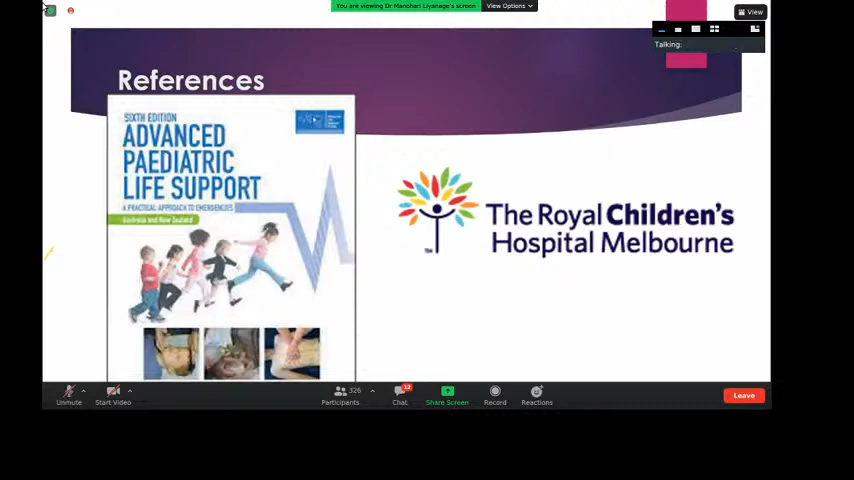 You are viewing Dr Manohari Liyanage's screen
View Options
View
Talking:
References
SIXTH EDITION
ADVANCED
PAEDIATRIC
LIFE SUPPORT
A PRACTICAL APPROACH TO EMERGENCIES
Australia and New Zealand
The Royal Children's
Hospital Melbourne
TM
Unmute
Start Video
326
Participants
12
Chat
Share Screen
Record
Reactions
Leave